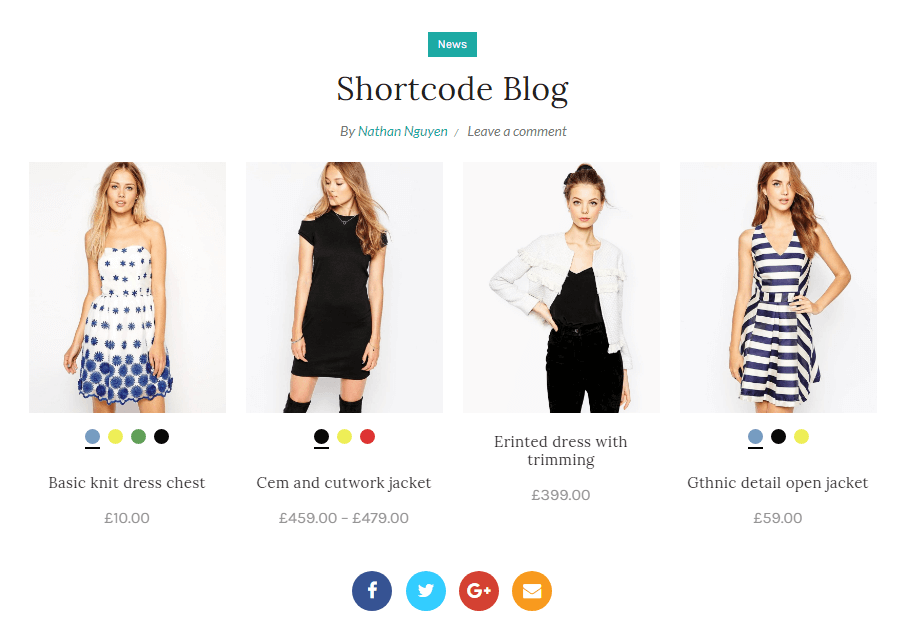 News
Shortcode Blog
By Nathan Nguyen / Leave a comment
Basic knit dress chest
£10.00
Cem and cutwork jacket
£459.00 – £479.00
Erinted dress with
trimming
£399.00
Gthnic detail open jacket
£59.00
f
G+